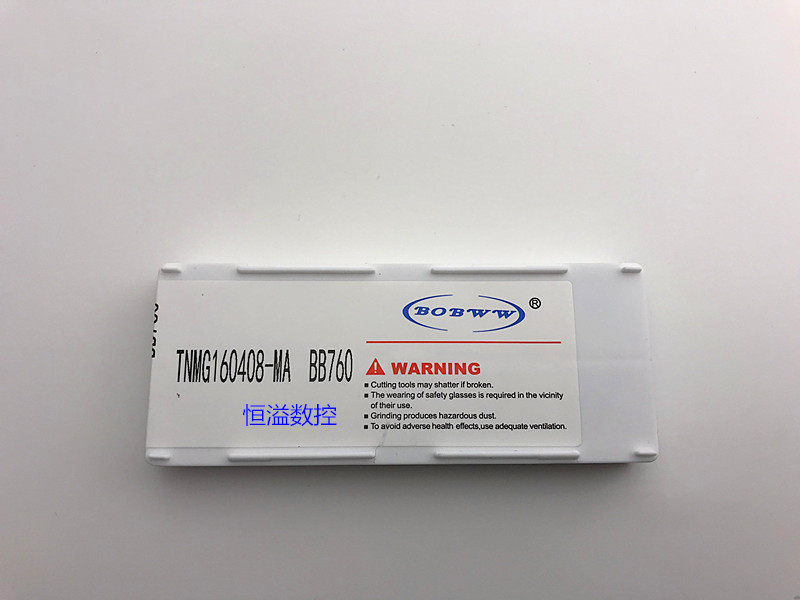 BOBWW®
TNMG160408-MA BB760
恒溢数控
WARNING
■ Cutting tools may shatter if broken.
■ The wearing of safety glasses is required in the vicinity
of their use.
■ Grinding produces hazardous dust.
■ To avoid adverse health effects,use adequate ventilation.